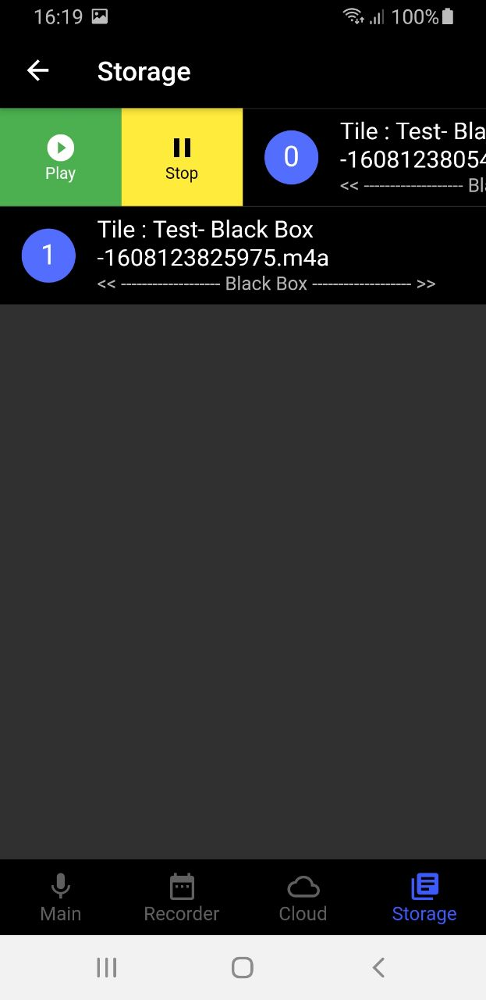 16:19 100%
Storage
Play
Stop
0
Tile : Test- Bla
-16081238054
<< ------------------- Bla
1
Tile : Test- Black Box
-1608123825975.m4a
<< ------------------- Black Box ------------------- >>
Main
Recorder
Cloud
Storage